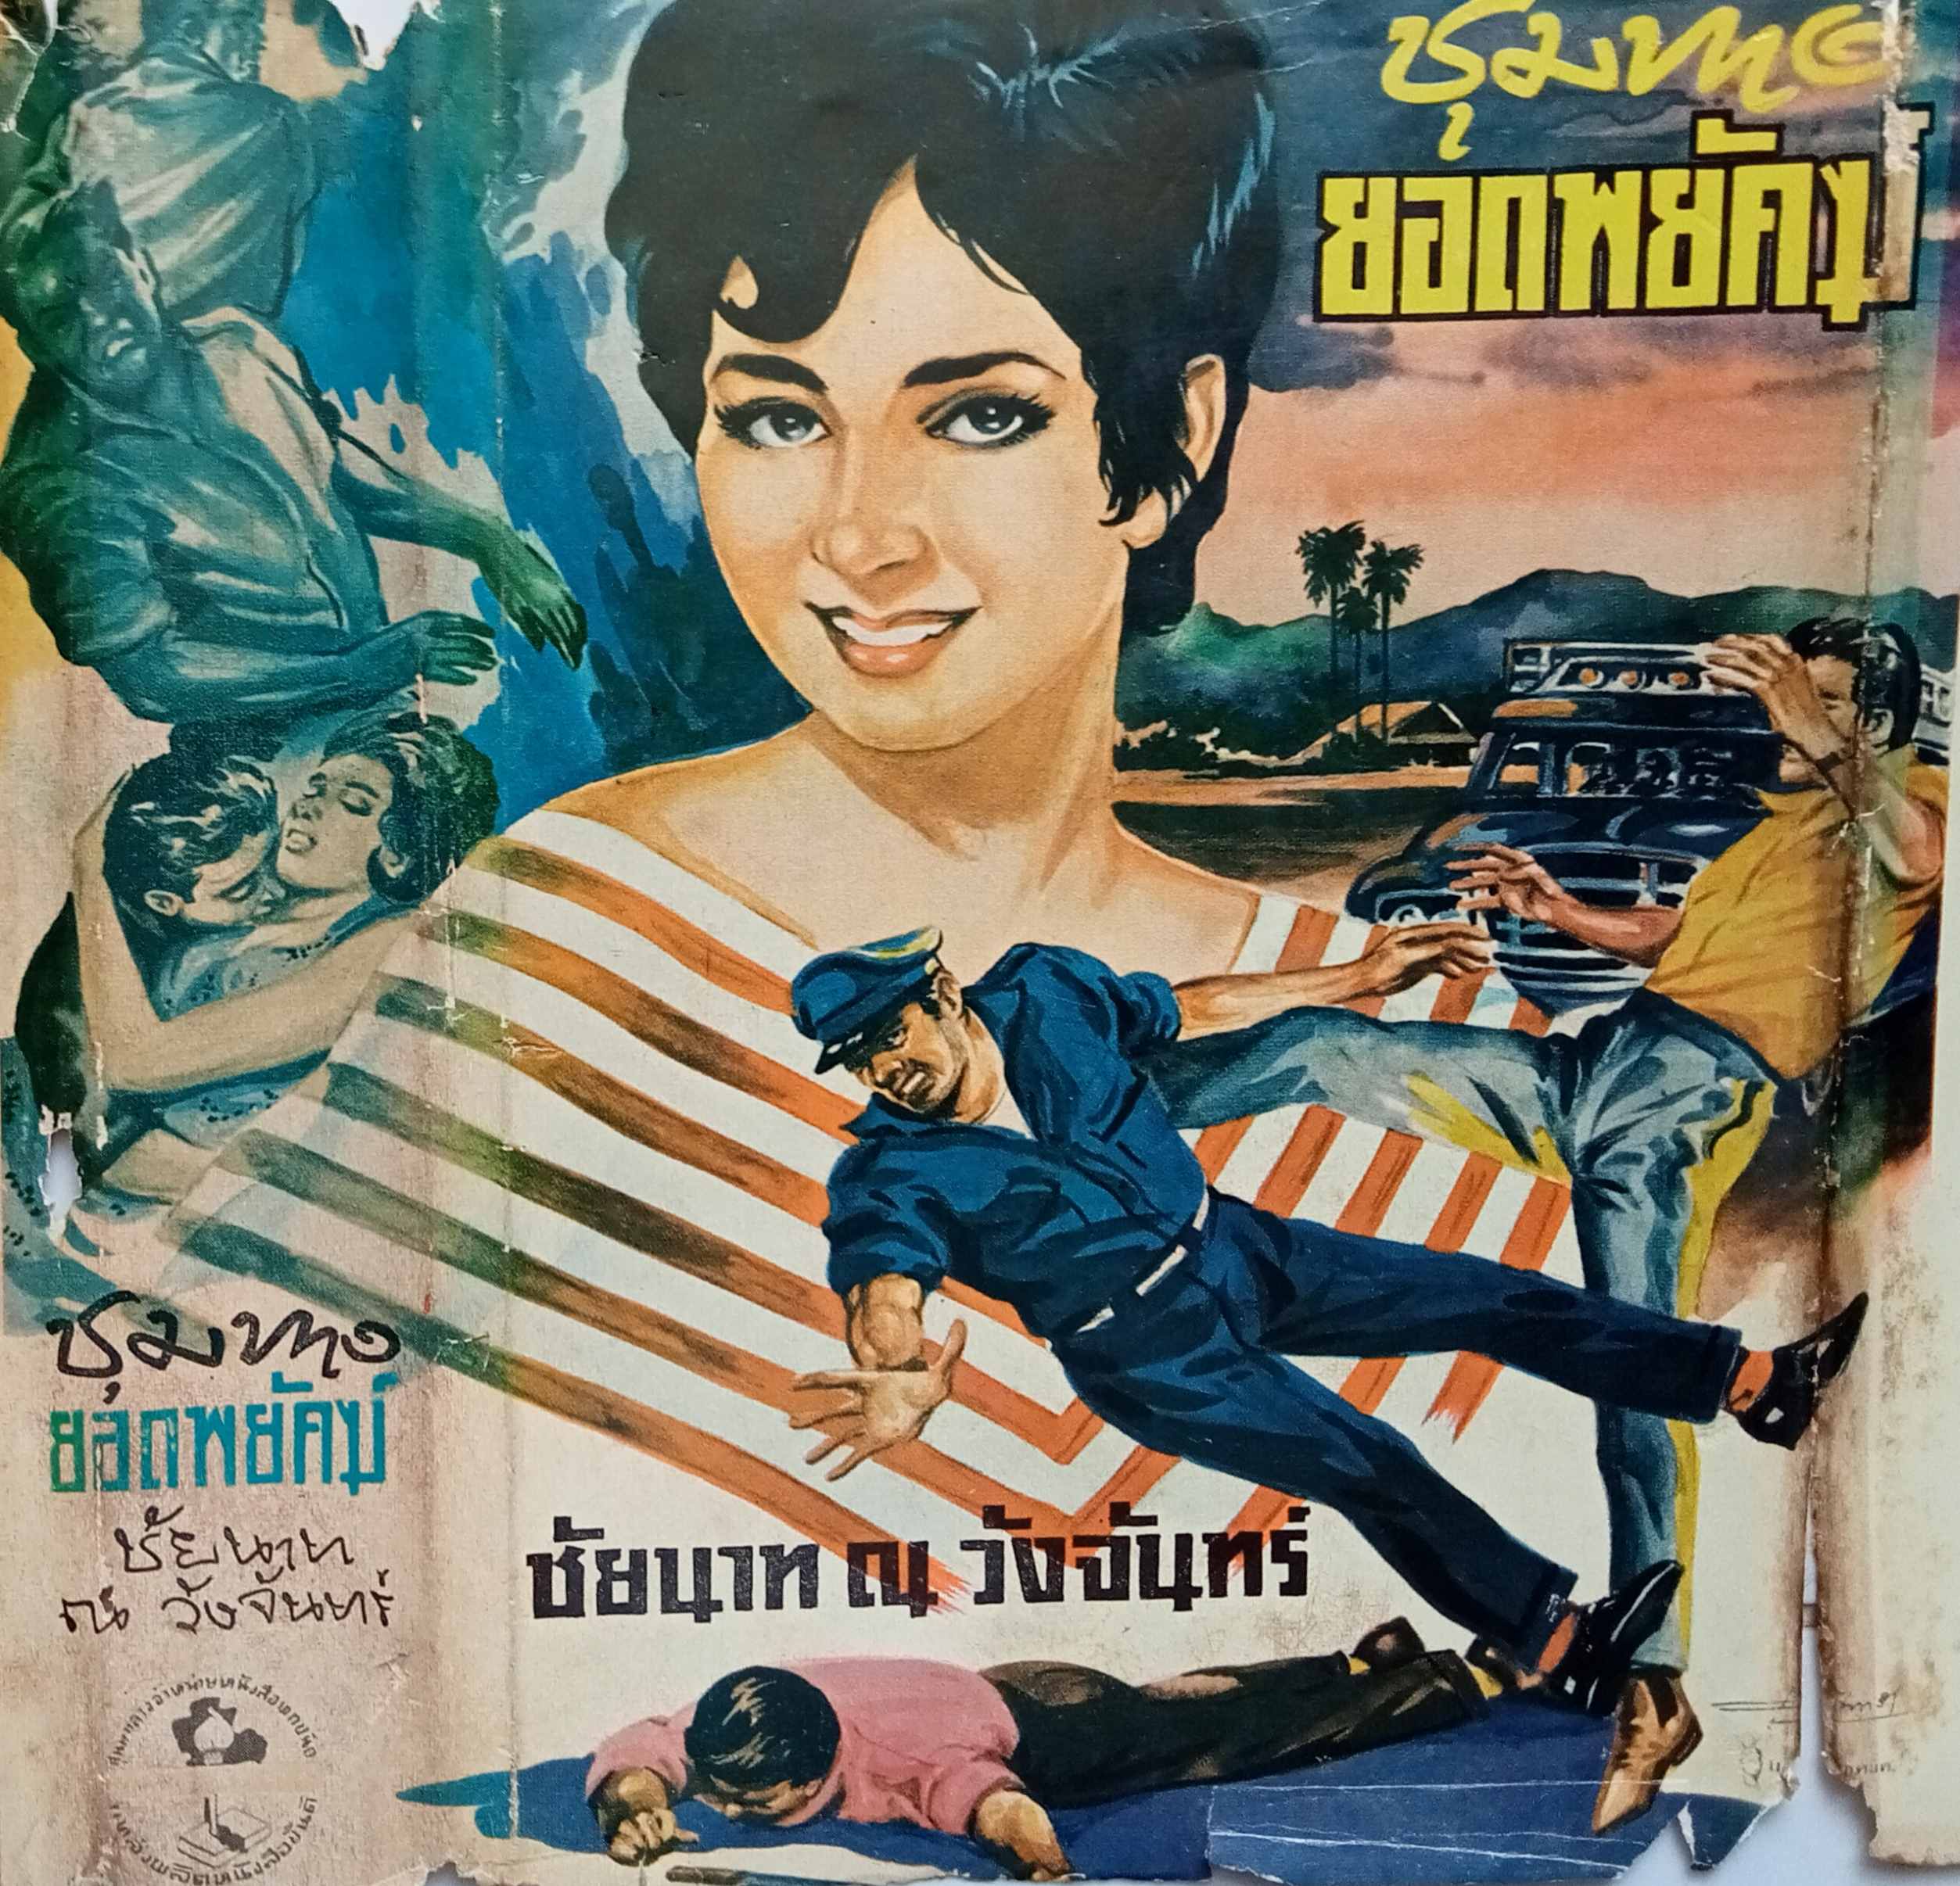 ชุมทาง
ยอดพยัคฆ์
ชุมทาง
ยอดพยัคฆ์
ชัยนาท
ณ วังจันทร์
ชัยนาท ณ วังจันทร์